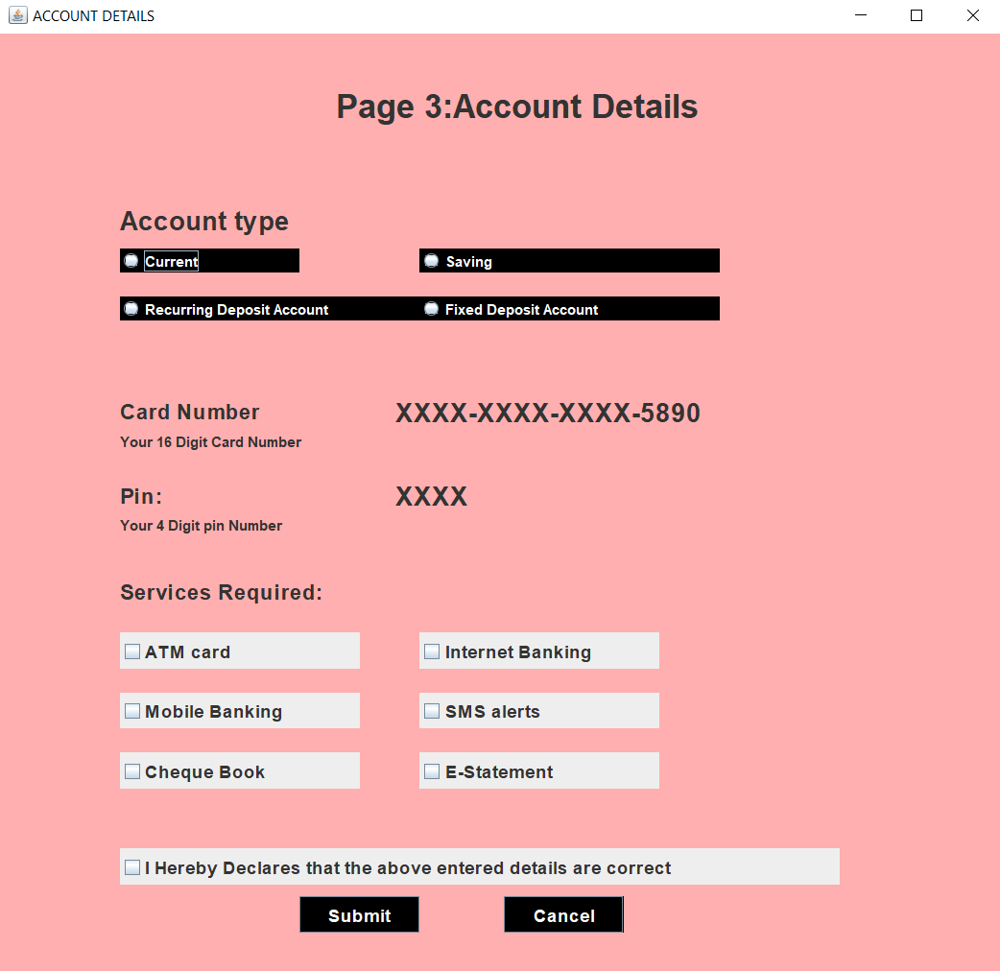 ACCOUNT DETAILS
Page 3:Account Details
Account type
Current
Saving
Recurring Deposit Account
Fixed Deposit Account
Card Number
XXXX-XXXX-XXXX-5890
Your 16 Digit Card Number
Pin:
XXXX
Your 4 Digit pin Number
Services Required:
ATM card
Internet Banking
Mobile Banking
SMS alerts
Cheque Book
E-Statement
I Hereby Declares that the above entered details are correct
Submit
Cancel